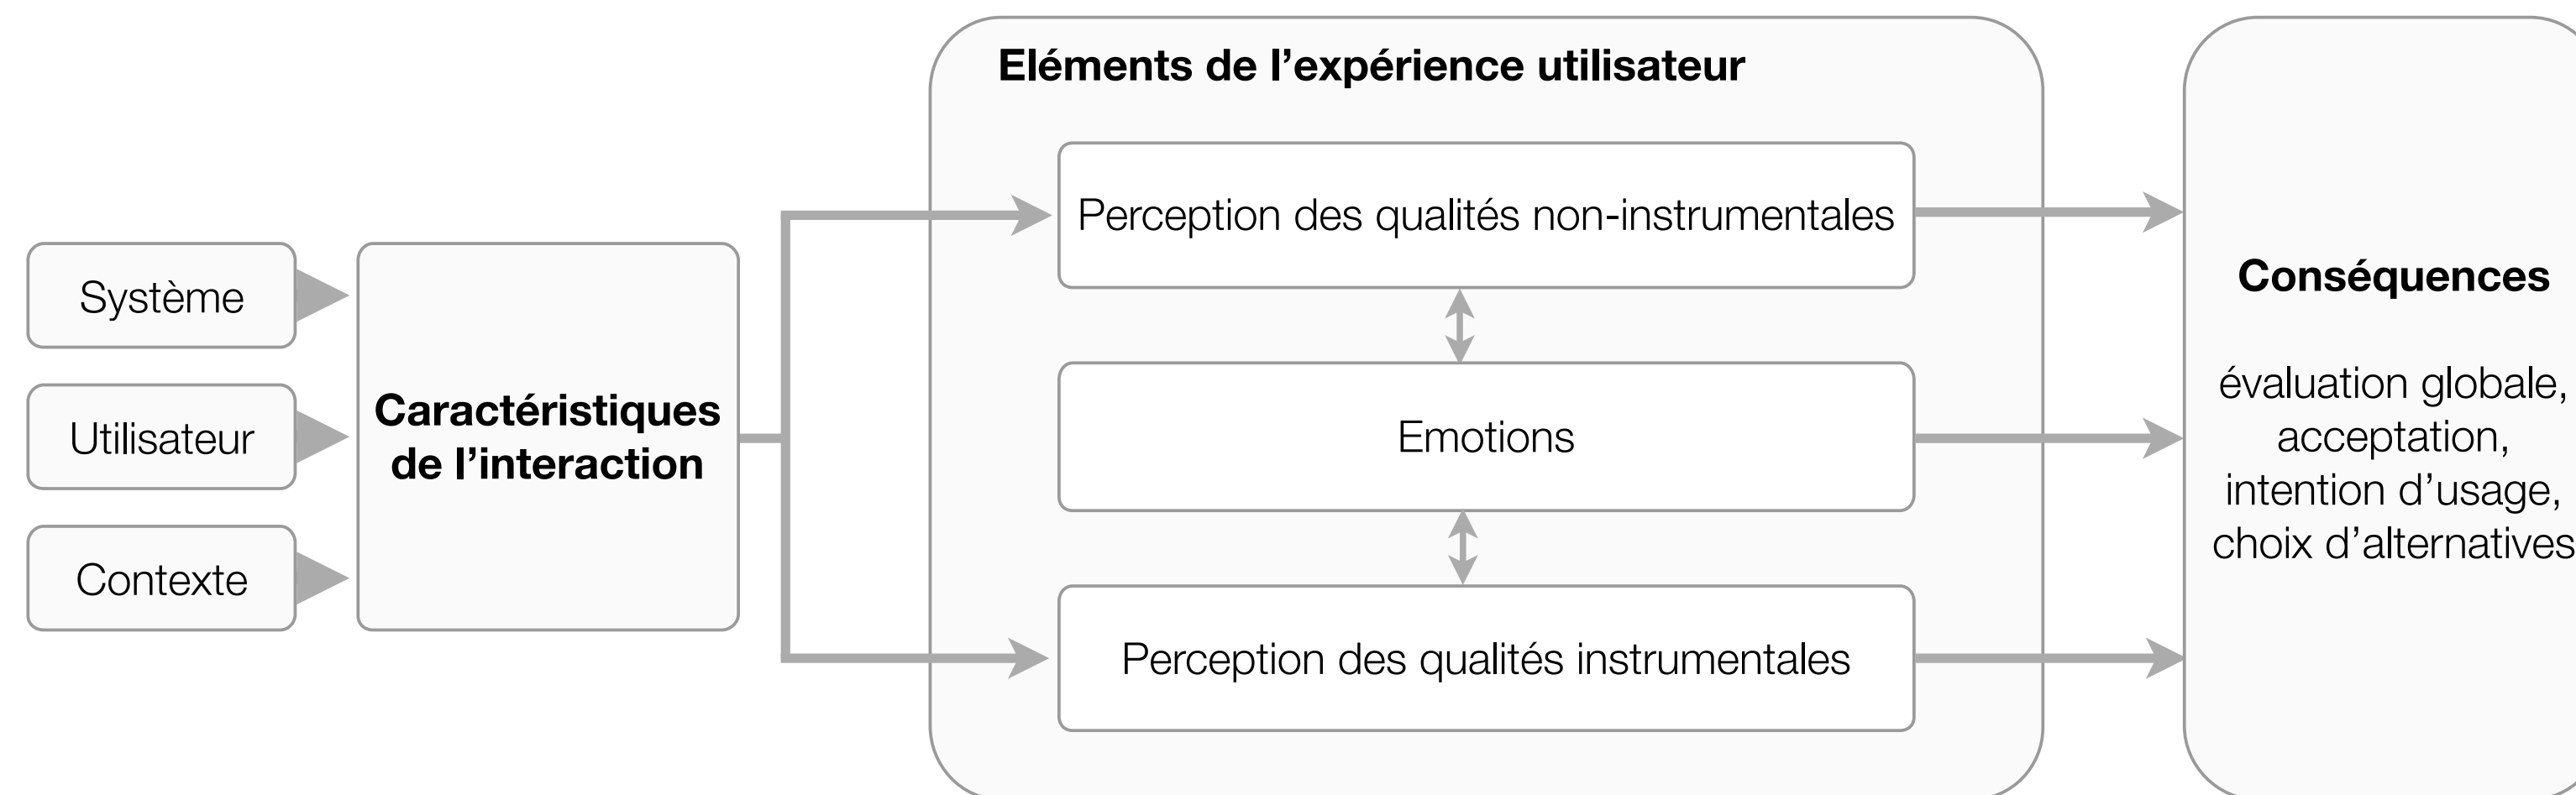 Système
Utilisateur
Contexte
Caractéristiques
de l’interaction
Eléments de l’expérience utilisateur
Perception des qualités non-instrumentales
Emotions
Perception des qualités instrumentales
Conséquences
évaluation globale,
acceptation,
intention d’usage,
choix d’alternatives